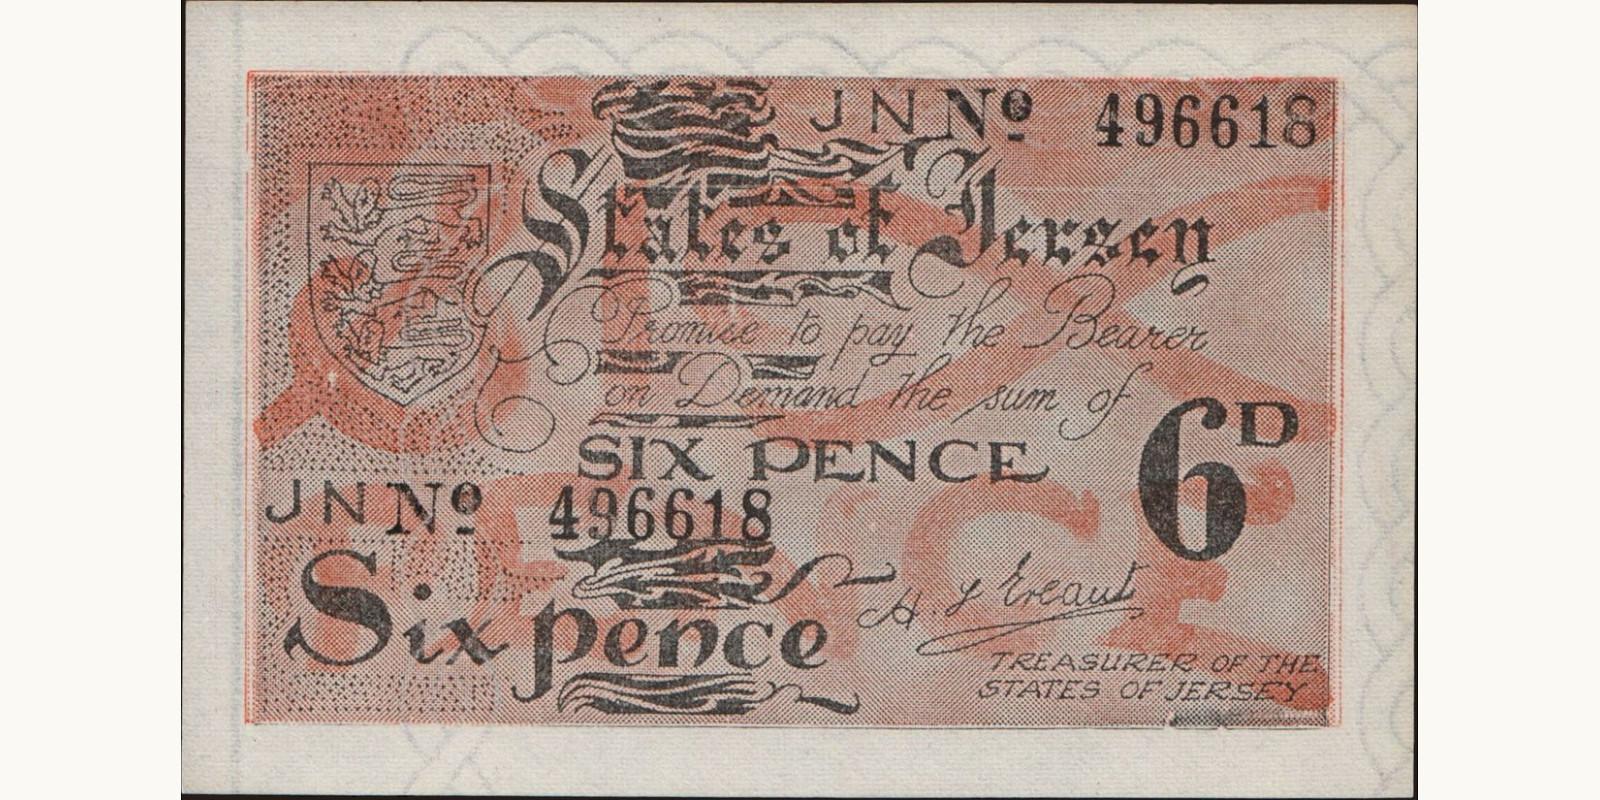 JN Nº 496618
States of Jersey
Promise to pay the Bearer
on Demand the sum of
SIX PENCE
6D
JN Nº 496618
Six pence
H. L Ereaut
TREASURER OF THE
STATES OF JERSEY